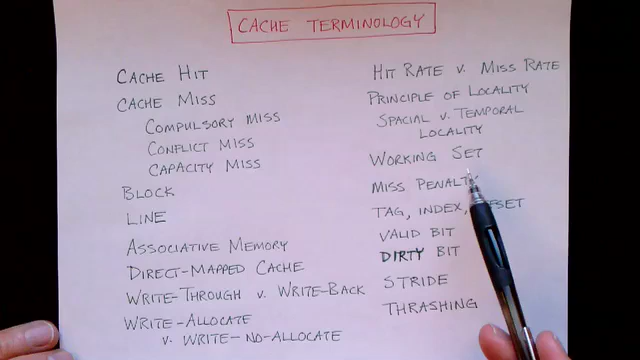 CACHE TERMINOLOGY
CACHE HIT
CACHE MISS
COMPULSORY MISS
CONFLICT MISS
CAPACITY MISS
BLOCK
LINE
ASSOCIATIVE MEMORY
DIRECT-MAPPED CACHE
WRITE-THROUGH V. WRITE-BACK
WRITE-ALLOCATE
V. WRITE-NO-ALLOCATE
HIT RATE V. MISS RATE
PRINCIPLE OF LOCALITY
SPACIAL V. TEMPORAL
LOCALITY
WORKING SET
MISS PENALTY
TAG, INDEX,
VALID BIT
DIRTY BIT
STRIDE
THRASHING